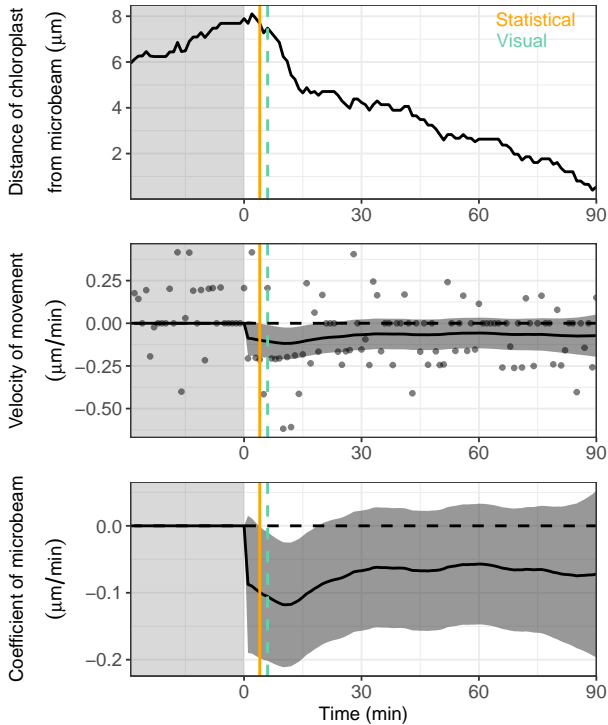 Distance of chloroplast
from microbeam (μm)
8
6
4
2
Statistical
Visual
0
30
60
90
Velocity of movement
(μm/min)
0.25
0.00
−0.25
−0.50
0
30
60
90
Coefficient of microbeam
(μm/min)
0.0
−0.1
−0.2
0
30
60
90
Time (min)